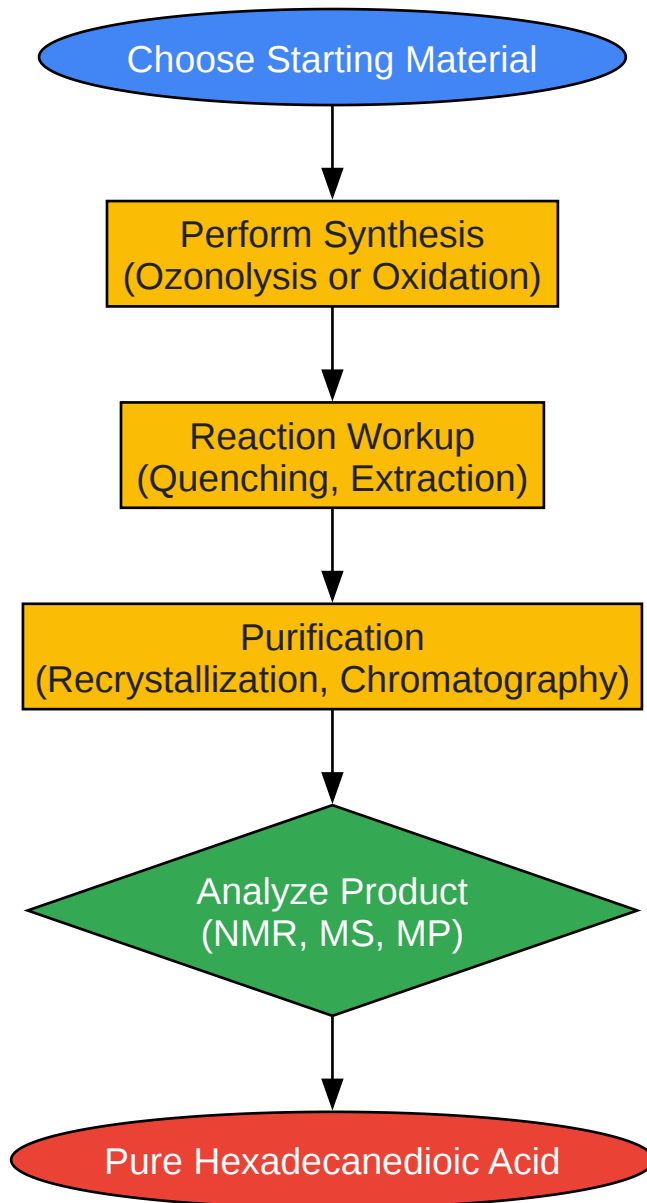 Choose Starting Material
Perform Synthesis
(Ozonolysis or Oxidation)
Reaction Workup
(Quenching, Extraction)
Purification
(Recrystallization, Chromatography)
Analyze Product
(NMR, MS, MP)
Pure Hexadecanedioic Acid